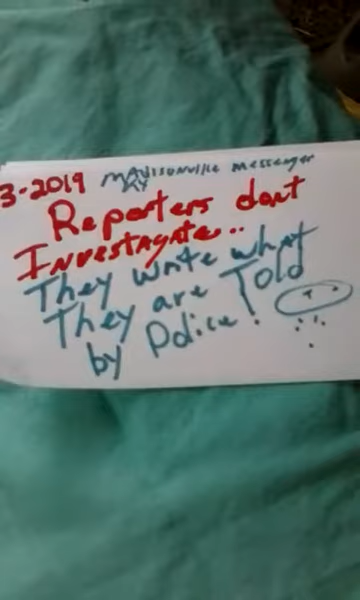 3-2019 MADisonville messenger
KY
Reporters dont
Investagate..
They write what
They are Told
by Police!